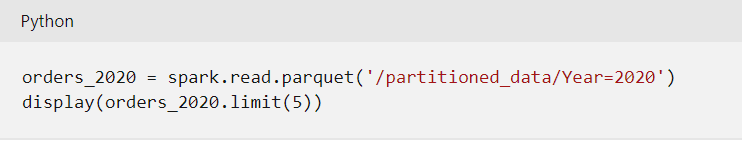 Python
orders_2020 = spark.read.parquet('/partitioned_data/Year=2020')
display(orders_2020.limit(5))